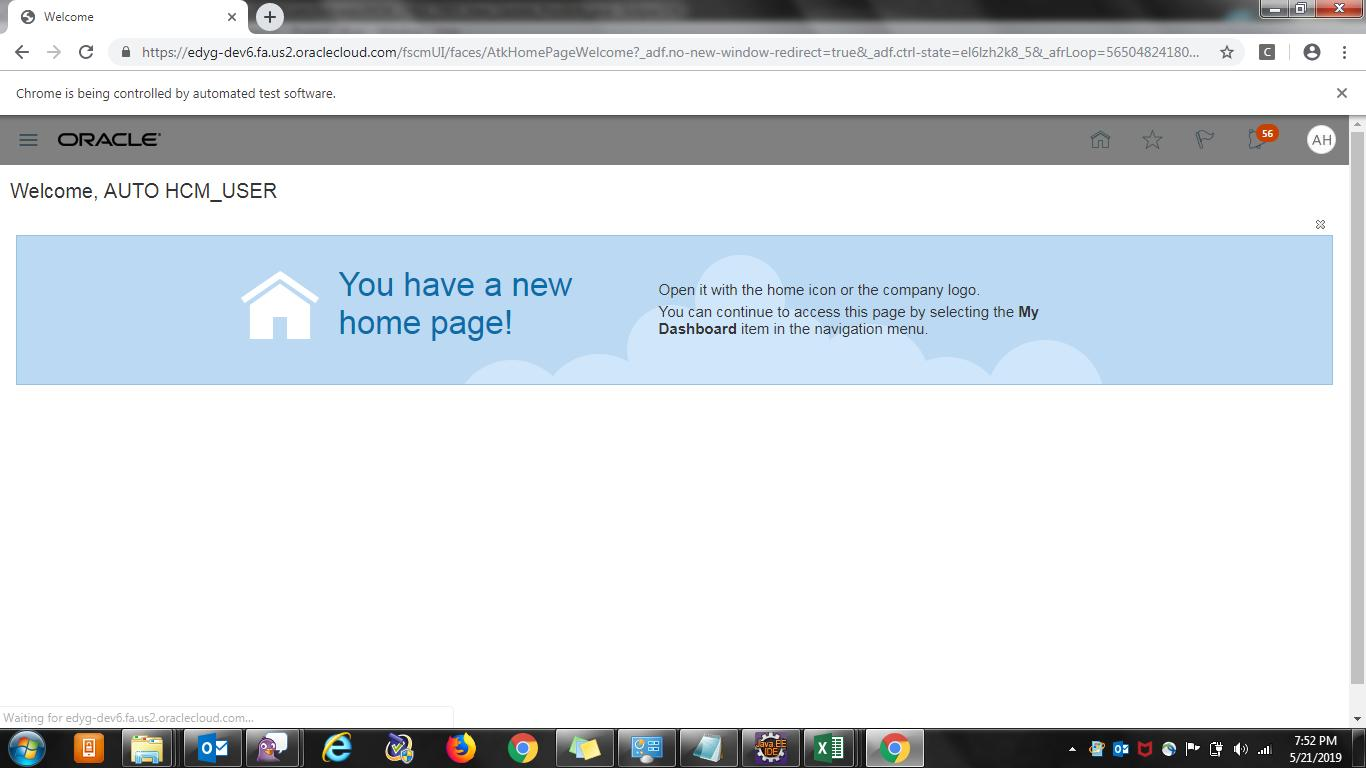 Welcome
https://edyg-dev6.fa.us2.oraclecloud.com/fscmUI/faces/AtkHomePageWelcome?_adf.no-new-window-redirect=true&_adf.ctrl-state=el6lzh2k8_5&_afrLoop=56504824180...
C
Chrome is being controlled by automated test software.
ORACLE
56
AH
Welcome, AUTO HCM_USER
You have a new
home page!
Open it with the home icon or the company logo.
You can continue to access this page by selecting the My
Dashboard item in the navigation menu.
Waiting for edyg-dev6.fa.us2.oraclecloud.com...
Java EE
IDE
7:52 PM
5/21/2019